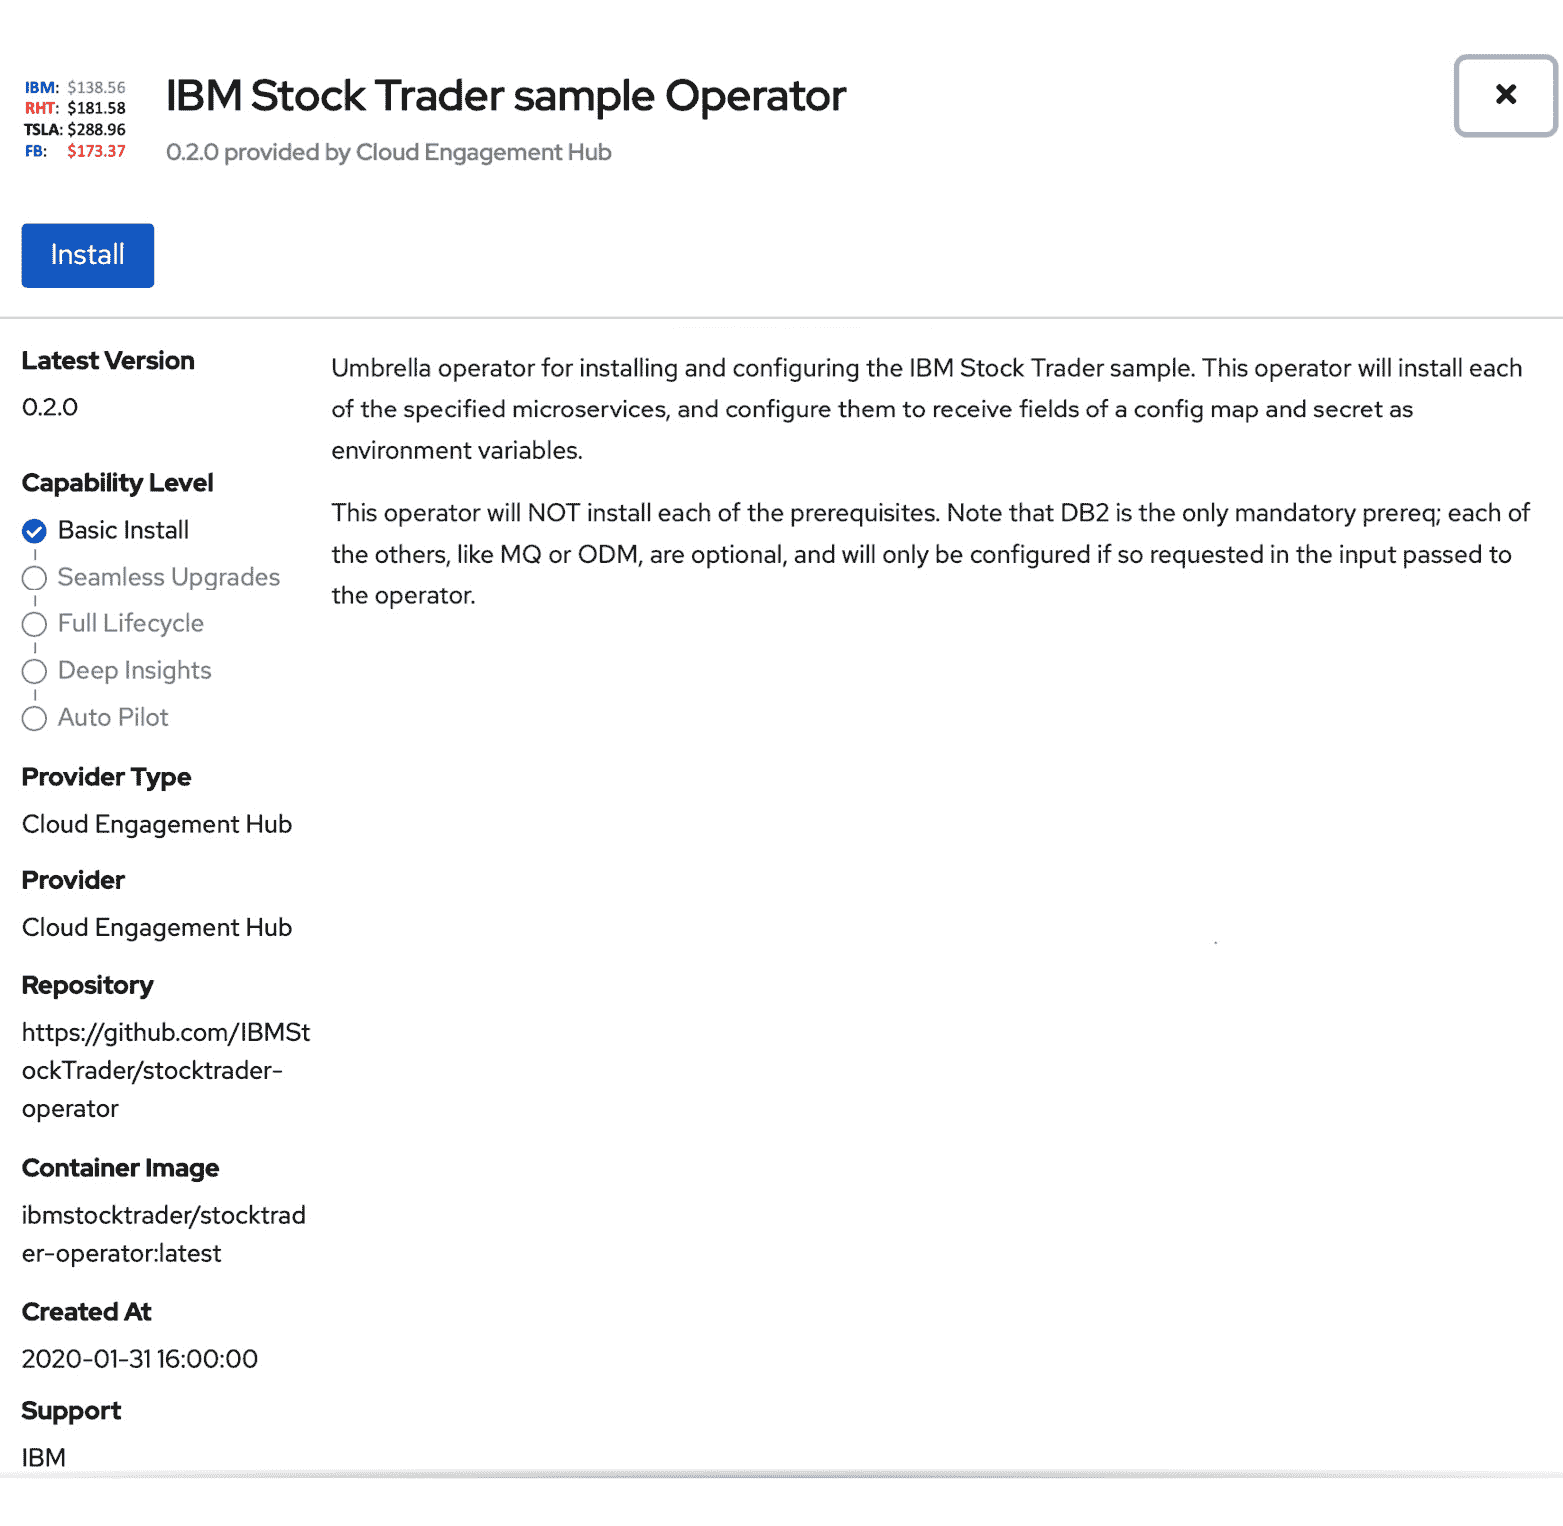 IBM: $138.56
RHT: $181.58
TSLA: $288.96
FB: $173.37
IBM Stock Trader sample Operator
0.2.0 provided by Cloud Engagement Hub
Install
Latest Version
0.2.0
Capability Level
Basic Install
Seamless Upgrades
Full Lifecycle
Deep Insights
Auto Pilot
Provider Type
Cloud Engagement Hub
Provider
Cloud Engagement Hub
Repository
https://github.com/IBMSt
ockTrader/stocktrader-
operator
Container Image
ibmstocktrader/stocktrad
er-operator:latest
Created At
2020-01-31 16:00:00
Support
IBM
Umbrella operator for installing and configuring the IBM Stock Trader sample. This operator will install each
of the specified microservices, and configure them to receive fields of a config map and secret as
environment variables.
This operator will NOT install each of the prerequisites. Note that DB2 is the only mandatory prereq; each of
the others, like MQ or ODM, are optional, and will only be configured if so requested in the input passed to
the operator.